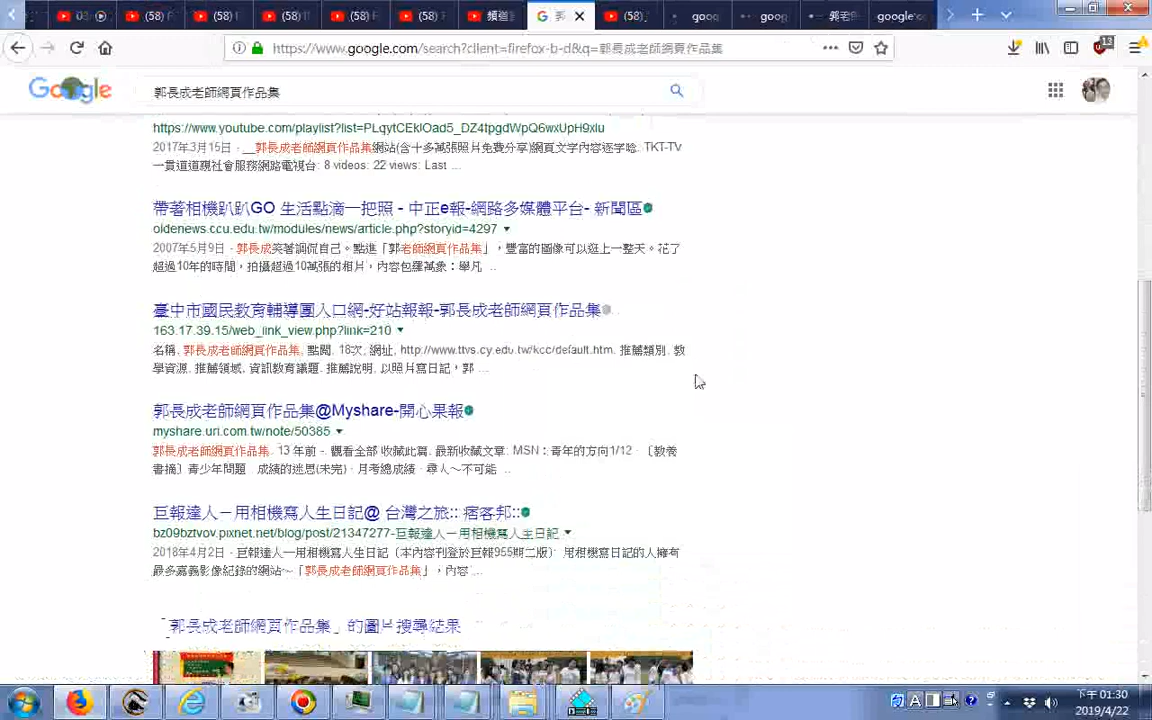 (58)
(58)
(58)
(58)
(58)
頻道
郭
(58)
goog
goog
郭老師
google'
https://www.google.com/search?client=firefox-b-d&q=郭長成老師網頁作品集
13
Google
郭長成老師網頁作品集
https://www.youtube.com/playlist?list=PLqytCEklOad5_DZ4tpgdWpQ6wxUpH9xlu
2017年3月15日 - __郭長成老師網頁作品集網站(含十多萬張照片免費分享)網頁文字內容逐字唸. TKT-TV
一貫道道親社會服務網路電視台: 8 videos: 22 views: Last ...
帶著相機趴趴GO 生活點滴一把照 - 中正e報-網路多媒體平台- 新聞區
oldenews.ccu.edu.tw/modules/news/article.php?storyid=4297
2007年5月9日 - 郭長成笑著調侃自己。點進「郭老師網頁作品集」，豐富的圖像可以逛上一整天。花了
超過10年的時間，拍攝超過10萬張的相片，內容包羅萬象：舉凡 ...
臺中市國民教育輔導團入口網-好站報報-郭長成老師網頁作品集
163.17.39.15/web_link_view.php?link=210
名稱, 郭長成老師網頁作品集. 點閱. 18次. 網址, http://www.ttvs.cy.edu.tw/kcc/default.htm. 推薦類別. 教
學資源. 推薦領域, 資訊教育議題. 推薦說明, 以照片寫日記，郭 ...
郭長成老師網頁作品集@Myshare-開心果報
myshare.url.com.tw/note/50385
郭長成老師網頁作品集. 13 年前 -. 觀看全部 收藏此篇. 最新收藏文章: MSN：青年的方向1/12 · 〔教養
書摘〕青少年問題 成績的迷思(未完) · 月考總成績 · 尋人～不可能 ...
巨報達人－用相機寫人生日記@ 台灣之旅:: 痞客邦::
bz09bztvov.pixnet.net/blog/post/21347277-巨報達人－用相機寫人生日記
2018年4月2日 - 巨報達人—用相機寫人生日記〔本內容刊登於巨報955期二版〕 用相機寫日記的人擁有
最多嘉義影像紀錄的網站～「郭長成老師網頁作品集」，內容 ...
「郭長成老師網頁作品集」的圖片搜尋結果
下午 01:30
2019/4/22